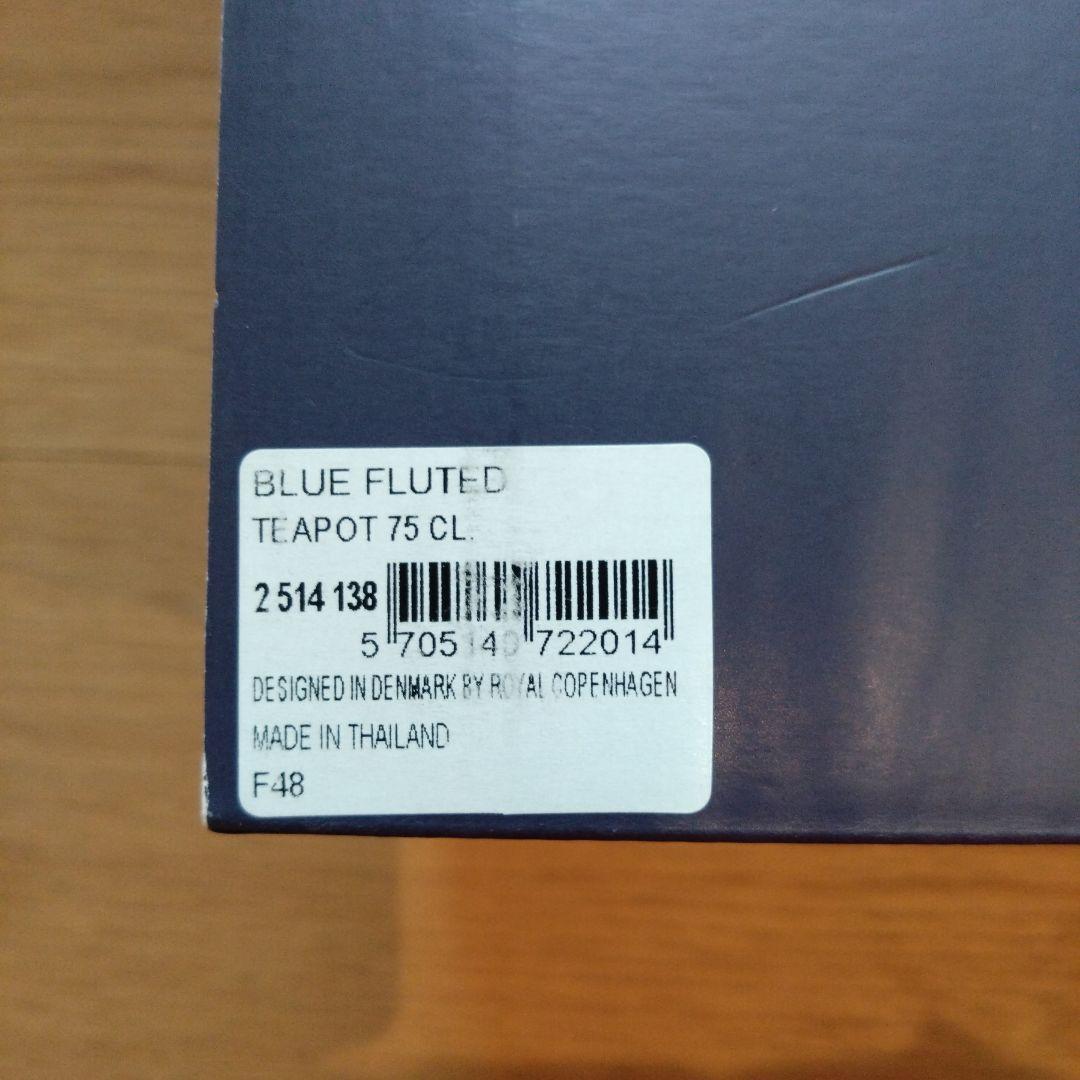 BLUE FLUTED
TEAPOT 75 CL.
2 514 138
5 705140 722014
DESIGNED IN DENMARK BY ROYAL COPENHAGEN
MADE IN THAILAND
F48